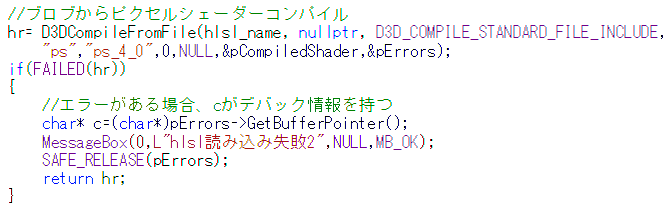 //ブロブからピクセルシェーダーコンパイル
hr= D3DCompileFromFile(hlsl_name, nullptr, D3D_COMPILE_STANDARD_FILE_INCLUDE,
"ps","ps_4_0",0,NULL,&pCompiledShader,&pErrors);
if(FAILED(hr))
{
//エラーがある場合、cがデバック情報を持つ
char* c=(char*)pErrors->GetBufferPointer();
MessageBox(0,L"hlsl読み込み失敗2",NULL,MB_OK);
SAFE_RELEASE(pErrors);
return hr;
}